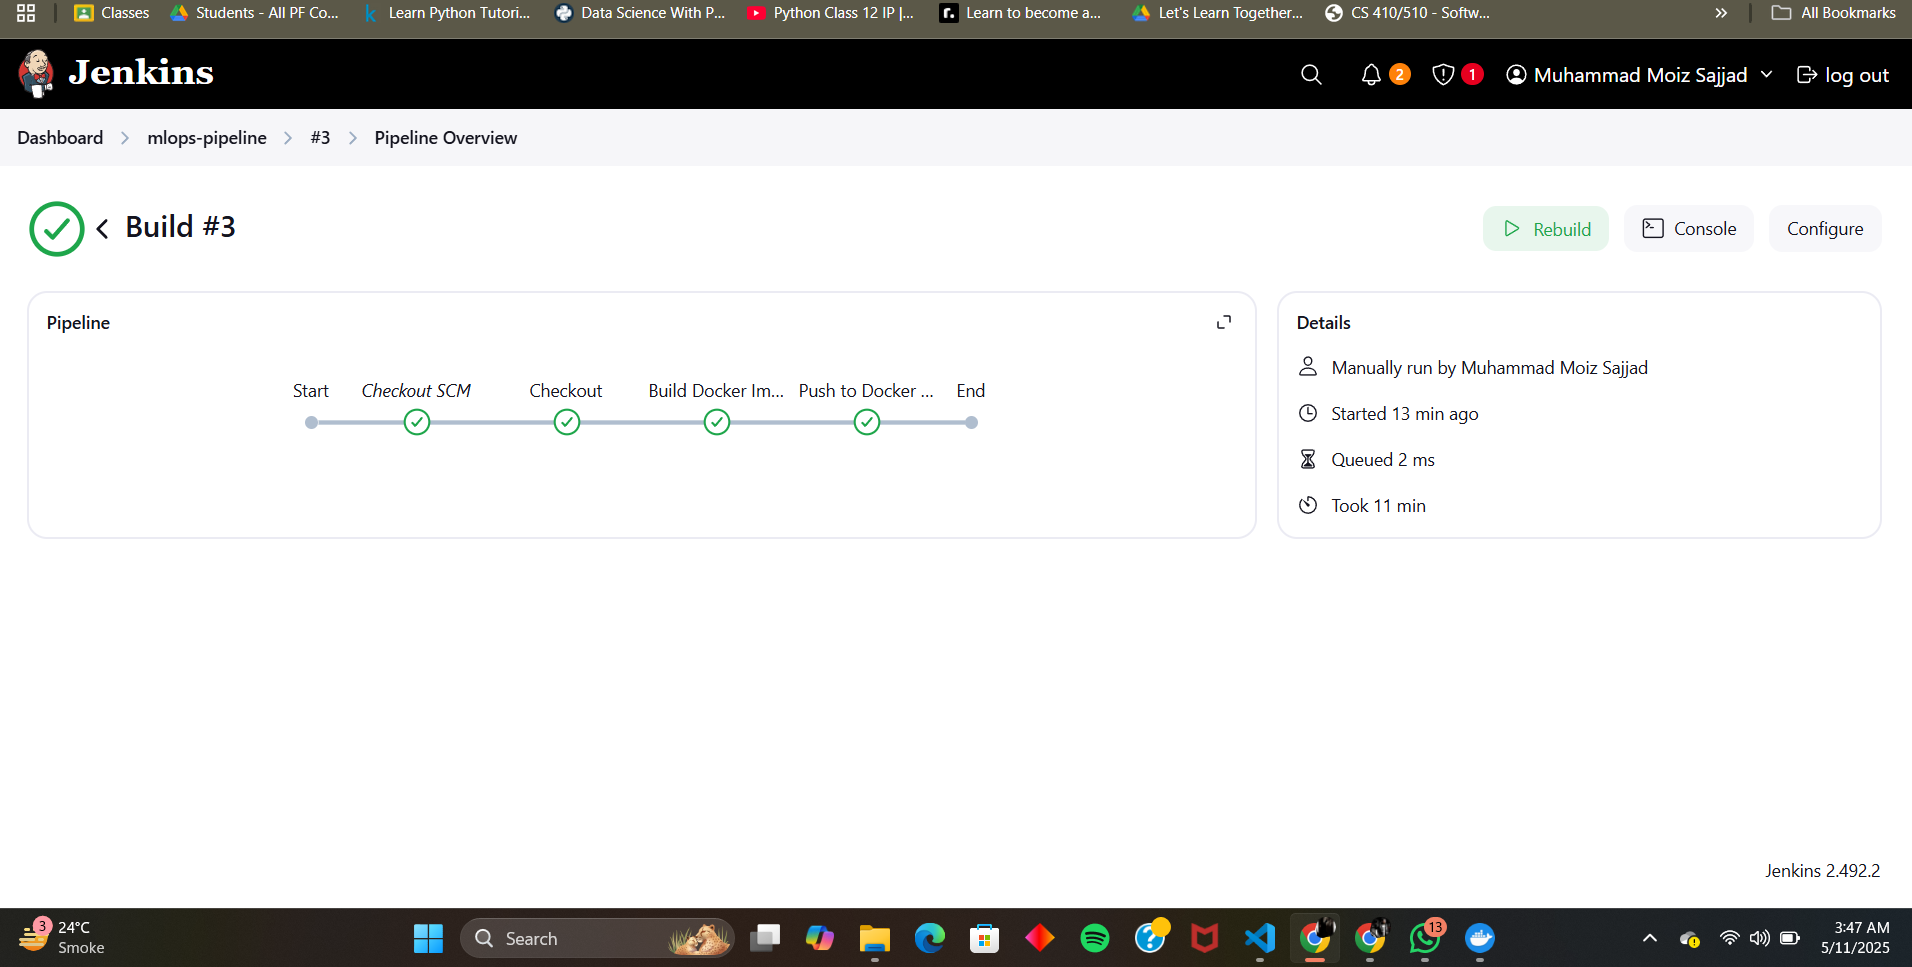 Classes Students - All PF Co... Learn Python Tutori... Data Science With P... Python Class 12 IP |... Learn to become a... Let's Learn Together... CS 410/510 - Softw... » All Bookmarks
Jenkins 2 1 Muhammad Moiz Sajjad log out
Dashboard mlops-pipeline #3 Pipeline Overview
Build #3 Rebuild Console Configure
Pipeline
Start Checkout SCM Checkout Build Docker Im... Push to Docker ... End
Details
Manually run by Muhammad Moiz Sajjad
Started 13 min ago
Queued 2 ms
Took 11 min
Jenkins 2.492.2
3 24°C Search 13 3:47 AM
Smoke 5/11/2025